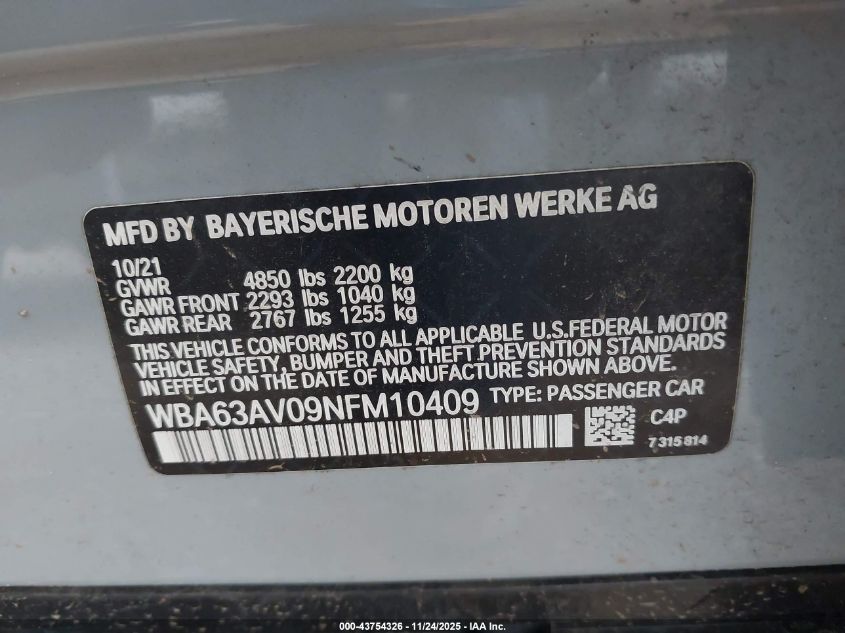 MFD BY BAYERISCHE MOTOREN WERKE AG
10/21
GVWR 4850 lbs 2200 kg
GAWR FRONT 2293 lbs 1040 kg
GAWR REAR 2767 lbs 1255 kg
THIS VEHICLE CONFORMS TO ALL APPLICABLE U.S.FEDERAL MOTOR
VEHICLE SAFETY, BUMPER AND THEFT PREVENTION STANDARDS
IN EFFECT ON THE DATE OF MANUFACTURE SHOWN ABOVE.
WBA63AV09NFM10409 TYPE: PASSENGER CAR
C4P
7315814
000-43754326 - 11/24/2025 - IAA Inc.